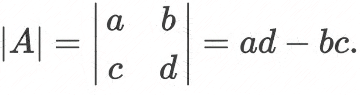 |A| = |a b; c d| = ad − bc.